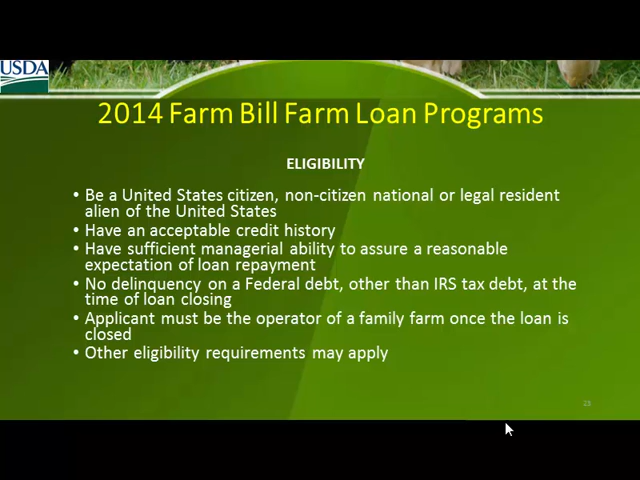 USDA
2014 Farm Bill Farm Loan Programs
ELIGIBILITY
• Be a United States citizen, non-citizen national or legal resident
alien of the United States
• Have an acceptable credit history
• Have sufficient managerial ability to assure a reasonable
expectation of loan repayment
• No delinquency on a Federal debt, other than IRS tax debt, at the
time of loan closing
• Applicant must be the operator of a family farm once the loan is
closed
• Other eligibility requirements may apply
23